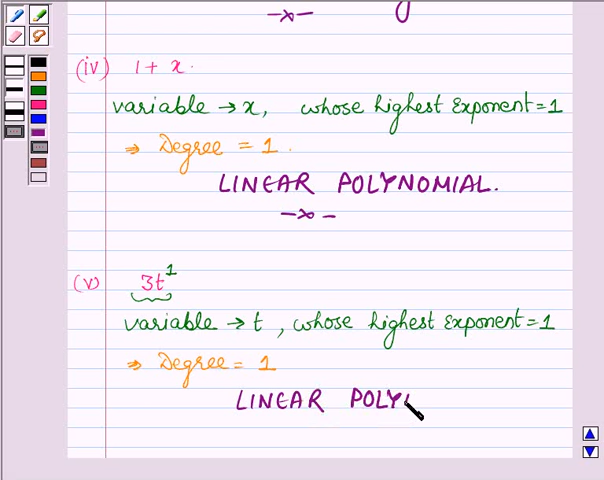 (iv) 1 + x.
variable → x, whose highest Exponent = 1
⇒ Degree = 1.
LINEAR POLYNOMIAL.
—x—
(v) 3t¹
variable → t, whose highest Exponent = 1
⇒ Degree = 1
LINEAR POLY